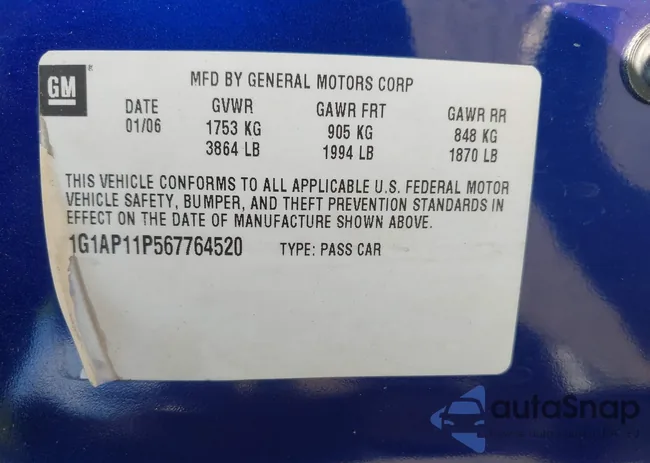 GM
MFD BY GENERAL MOTORS CORP
DATE GVWR GAWR FRT GAWR RR
01/06 1753 KG 905 KG 848 KG
3864 LB 1994 LB 1870 LB
THIS VEHICLE CONFORMS TO ALL APPLICABLE U.S. FEDERAL MOTOR
VEHICLE SAFETY, BUMPER, AND THEFT PREVENTION STANDARDS IN
EFFECT ON THE DATE OF MANUFACTURE SHOWN ABOVE.
1G1AP11P567764520 TYPE: PASS CAR
autoSnap